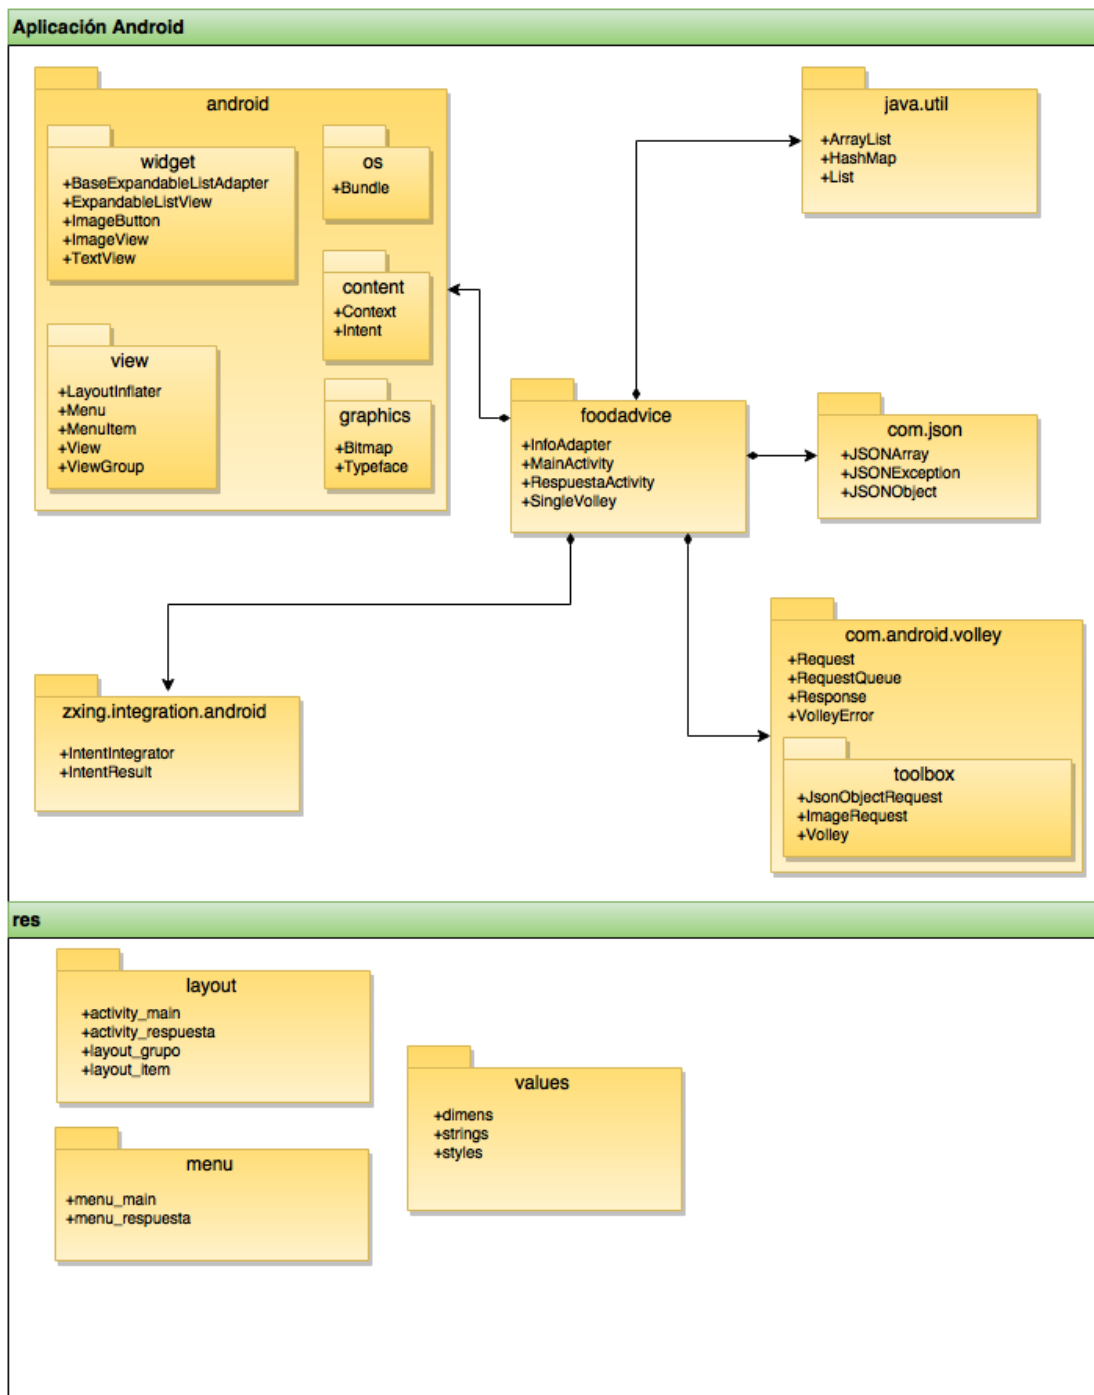 Aplicación Android
android
widget
+BaseExpandableListAdapter
+ExpandableListView
+ImageButton
+ImageView
+TextView
os
+Bundle
content
+Context
+Intent
view
+LayoutInflater
+Menu
+MenuItem
+View
+ViewGroup
graphics
+Bitmap
+Typeface
java.util
+ArrayList
+HashMap
+List
foodadvice
+InfoAdapter
+MainActivity
+RespuestaActivity
+SingleVolley
com.json
+JSONArray
+JSONException
+JSONObject
zxing.integration.android
+IntentIntegrator
+IntentResult
com.android.volley
+Request
+RequestQueue
+Response
+VolleyError
toolbox
+JsonObjectRequest
+ImageRequest
+Volley
res
layout
+activity_main
+activity_respuesta
+layout_grupo
+layout_item
values
+dimens
+strings
+styles
menu
+menu_main
+menu_respuesta